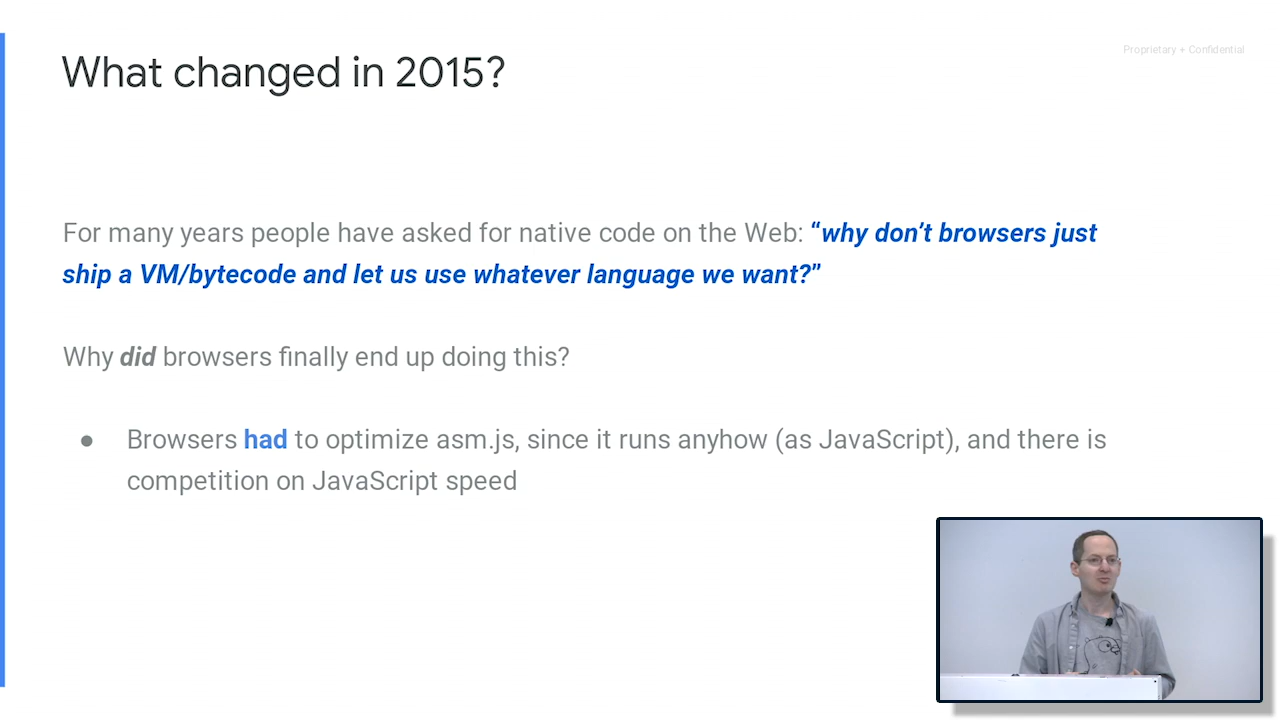 Proprietary + Confidential
What changed in 2015?
For many years people have asked for native code on the Web: “why don’t browsers just
ship a VM/bytecode and let us use whatever language we want?”
Why did browsers finally end up doing this?
● Browsers had to optimize asm.js, since it runs anyhow (as JavaScript), and there is
competition on JavaScript speed